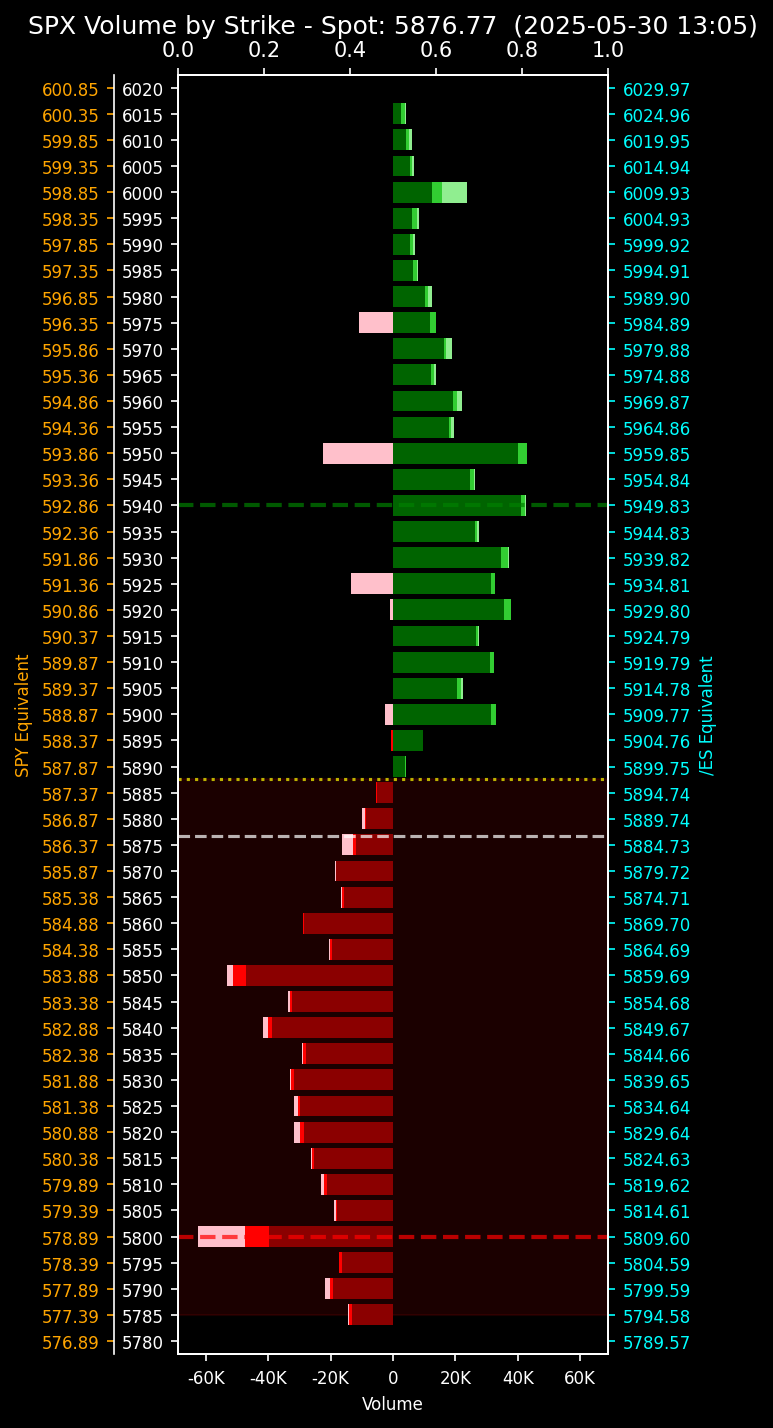 SPX Volume by Strike - Spot: 5876.77 (2025-05-30 13:05)
0.0 0.2 0.4 0.6 0.8 1.0
600.85 6020 6029.97
600.35 6015 6024.96
599.85 6010 6019.95
599.35 6005 6014.94
598.85 6000 6009.93
598.35 5995 6004.93
597.85 5990 5999.92
597.35 5985 5994.91
596.85 5980 5989.90
596.35 5975 5984.89
595.86 5970 5979.88
595.36 5965 5974.88
594.86 5960 5969.87
594.36 5955 5964.86
593.86 5950 5959.85
593.36 5945 5954.84
592.86 5940 5949.83
592.36 5935 5944.83
591.86 5930 5939.82
591.36 5925 5934.81
590.86 5920 5929.80
590.37 5915 5924.79
589.87 5910 5919.79
589.37 5905 5914.78
588.87 5900 5909.77
588.37 5895 5904.76
587.87 5890 5899.75
587.37 5885 5894.74
586.87 5880 5889.74
586.37 5875 5884.73
585.87 5870 5879.72
585.38 5865 5874.71
584.88 5860 5869.70
584.38 5855 5864.69
583.88 5850 5859.69
583.38 5845 5854.68
582.88 5840 5849.67
582.38 5835 5844.66
581.88 5830 5839.65
581.38 5825 5834.64
580.88 5820 5829.64
580.38 5815 5824.63
579.89 5810 5819.62
579.39 5805 5814.61
578.89 5800 5809.60
578.39 5795 5804.59
577.89 5790 5799.59
577.39 5785 5794.58
576.89 5780 5789.57
SPY Equivalent
/ES Equivalent
-60K -40K -20K 0 20K 40K 60K
Volume